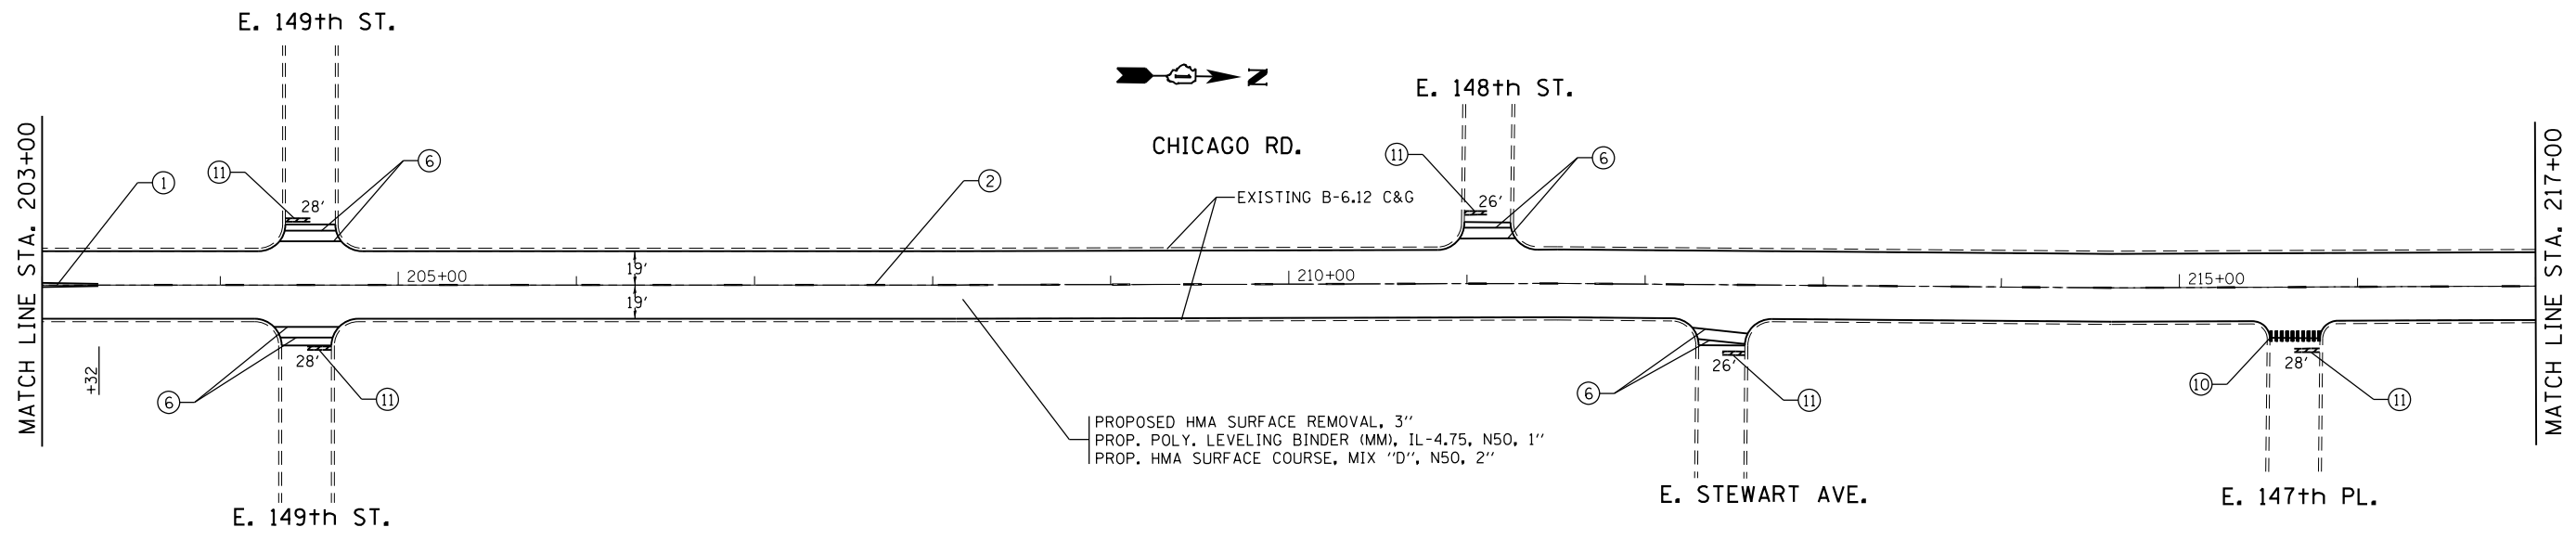 E. 149th ST.
N
E. 148th ST.
CHICAGO RD.
MATCH LINE STA. 203+00
MATCH LINE STA. 217+00
1
11
6
28'
2
EXISTING B-6.12 C&G
11
6
26'
19'
205+00
210+00
215+00
19'
+32
6
28'
11
PROPOSED HMA SURFACE REMOVAL, 3"
PROP. POLY. LEVELING BINDER (MM), IL-4.75, N50, 1"
PROP. HMA SURFACE COURSE, MIX "D", N50, 2"
6
26'
11
10
28'
11
E. 149th ST.
E. STEWART AVE.
E. 147th PL.